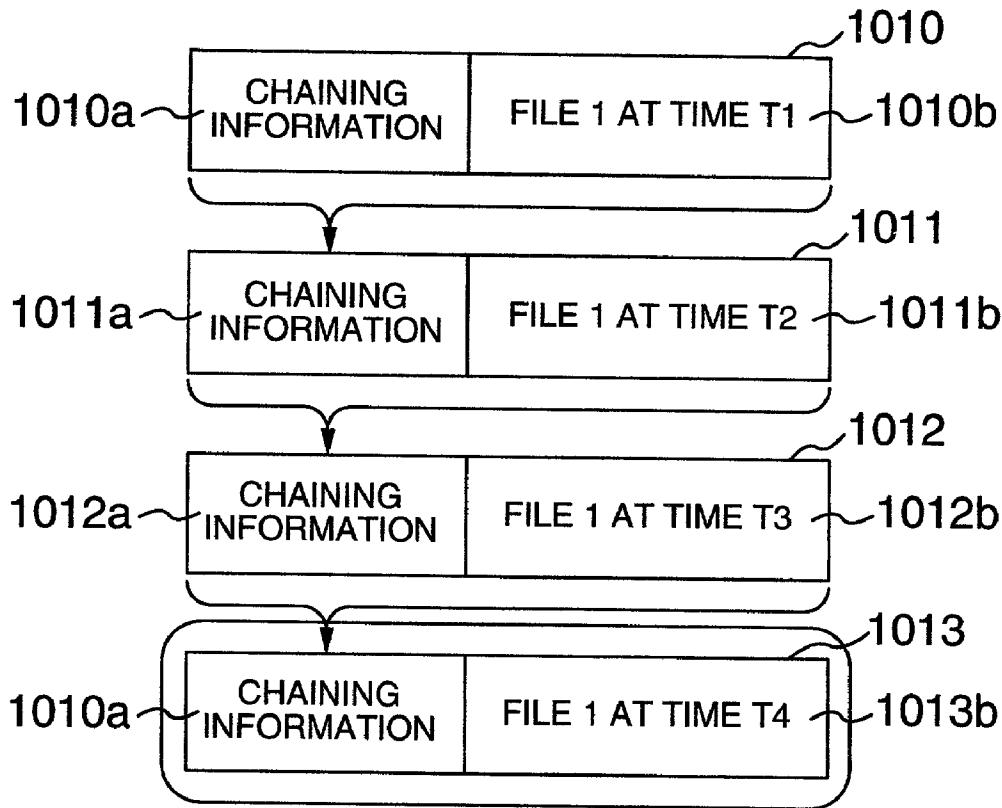 1010
1010a
CHAINING
INFORMATION
FILE 1 AT TIME T1
1010b
1011
1011a
CHAINING
INFORMATION
FILE 1 AT TIME T2
1011b
1012
1012a
CHAINING
INFORMATION
FILE 1 AT TIME T3
1012b
1013
1010a
CHAINING
INFORMATION
FILE 1 AT TIME T4
1013b